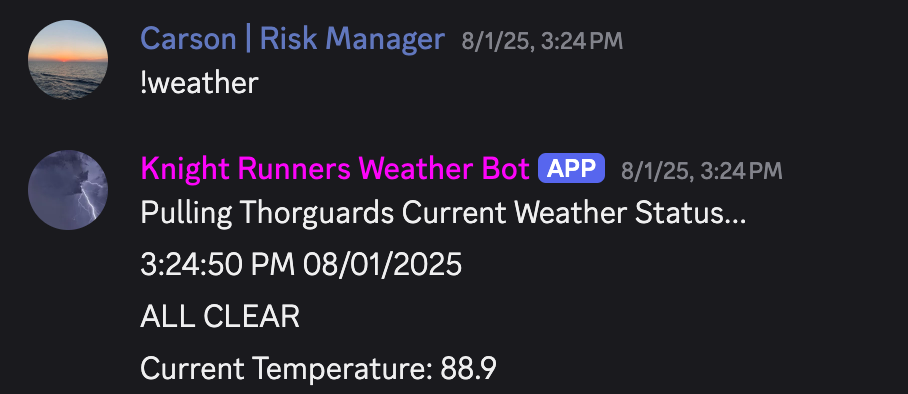 Carson | Risk Manager 8/1/25, 3:24 PM
!weather
Knight Runners Weather Bot APP 8/1/25, 3:24 PM
Pulling Thorguards Current Weather Status...
3:24:50 PM 08/01/2025
ALL CLEAR
Current Temperature: 88.9